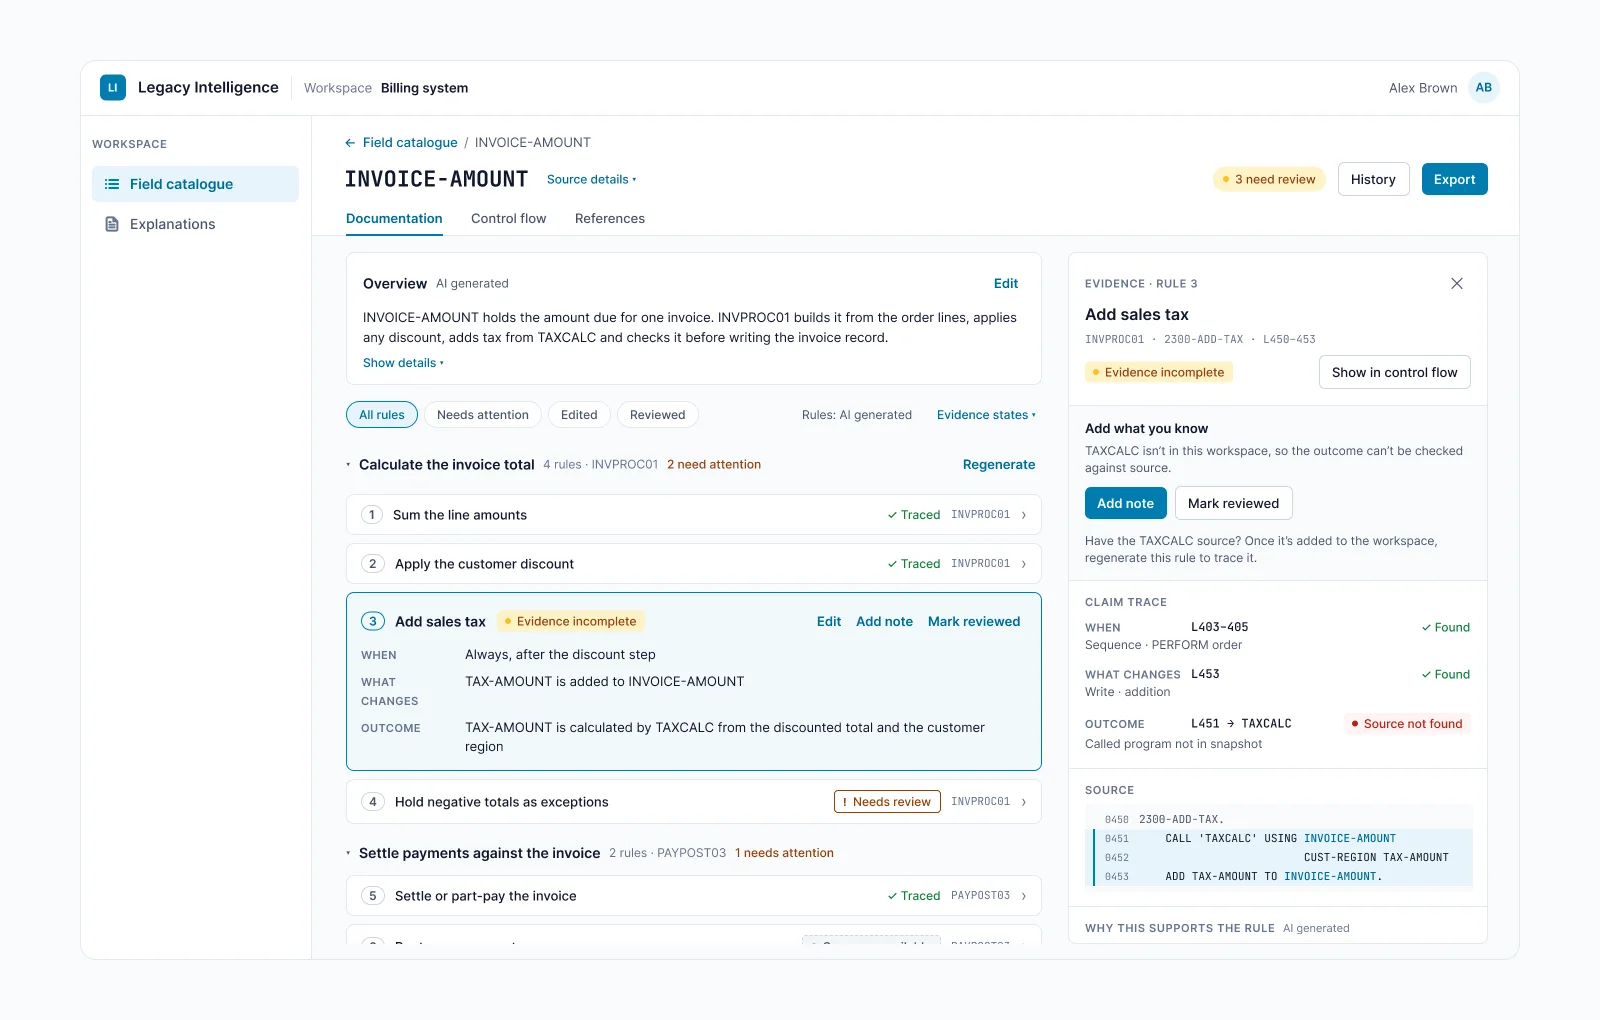 LI Legacy Intelligence Workspace Billing system Alex Brown AB
WORKSPACE
Field catalogue
Explanations
← Field catalogue / INVOICE-AMOUNT
INVOICE-AMOUNT Source details
3 need review History Export
Documentation Control flow References
Overview AI generated Edit
INVOICE-AMOUNT holds the amount due for one invoice. INVPROC01 builds it from the order lines, applies
any discount, adds tax from TAXCALC and checks it before writing the invoice record.
Show details
All rules Needs attention Edited Reviewed Rules: AI generated Evidence states
Calculate the invoice total 4 rules · INVPROC01 2 need attention Regenerate
1 Sum the line amounts ✓ Traced INVPROC01 ›
2 Apply the customer discount ✓ Traced INVPROC01 ›
3 Add sales tax Evidence incomplete Edit Add note Mark reviewed
WHEN Always, after the discount step
WHAT TAX-AMOUNT is added to INVOICE-AMOUNT
CHANGES
OUTCOME TAX-AMOUNT is calculated by TAXCALC from the discounted total and the customer
region
4 Hold negative totals as exceptions ! Needs review INVPROC01 ›
Settle payments against the invoice 2 rules · PAYPOST03 1 needs attention
5 Settle or part-pay the invoice ✓ Traced PAYPOST03 ›
EVIDENCE · RULE 3
Add sales tax
INVPROC01 · 2300-ADD-TAX · L450–453
Evidence incomplete Show in control flow
Add what you know
TAXCALC isn’t in this workspace, so the outcome can’t be checked
against source.
Add note Mark reviewed
Have the TAXCALC source? Once it’s added to the workspace,
regenerate this rule to trace it.
CLAIM TRACE
WHEN L403–405 ✓ Found
Sequence · PERFORM order
WHAT CHANGES L453 ✓ Found
Write · addition
OUTCOME L451 → TAXCALC Source not found
Called program not in snapshot
SOURCE
0450 2300-ADD-TAX.
0451 CALL 'TAXCALC' USING INVOICE-AMOUNT
0452 CUST-REGION TAX-AMOUNT
0453 ADD TAX-AMOUNT TO INVOICE-AMOUNT.
WHY THIS SUPPORTS THE RULE AI generated